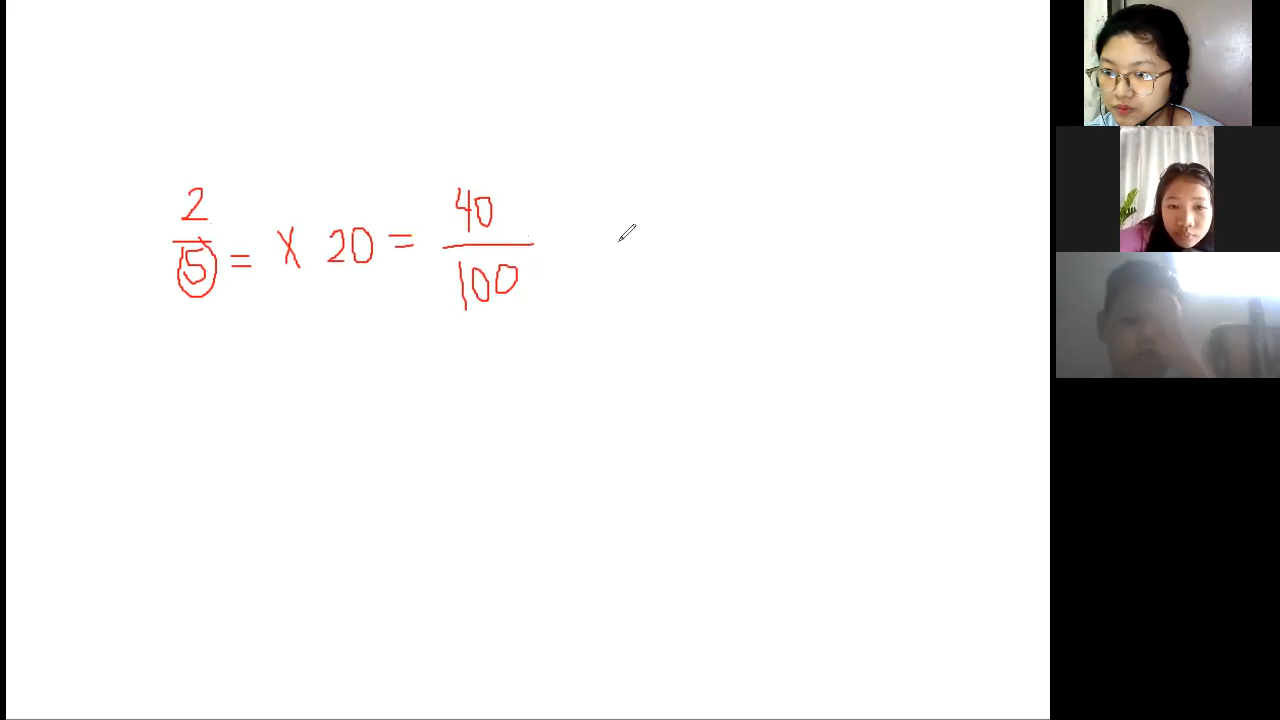 2/5 = x 20 = 40/100